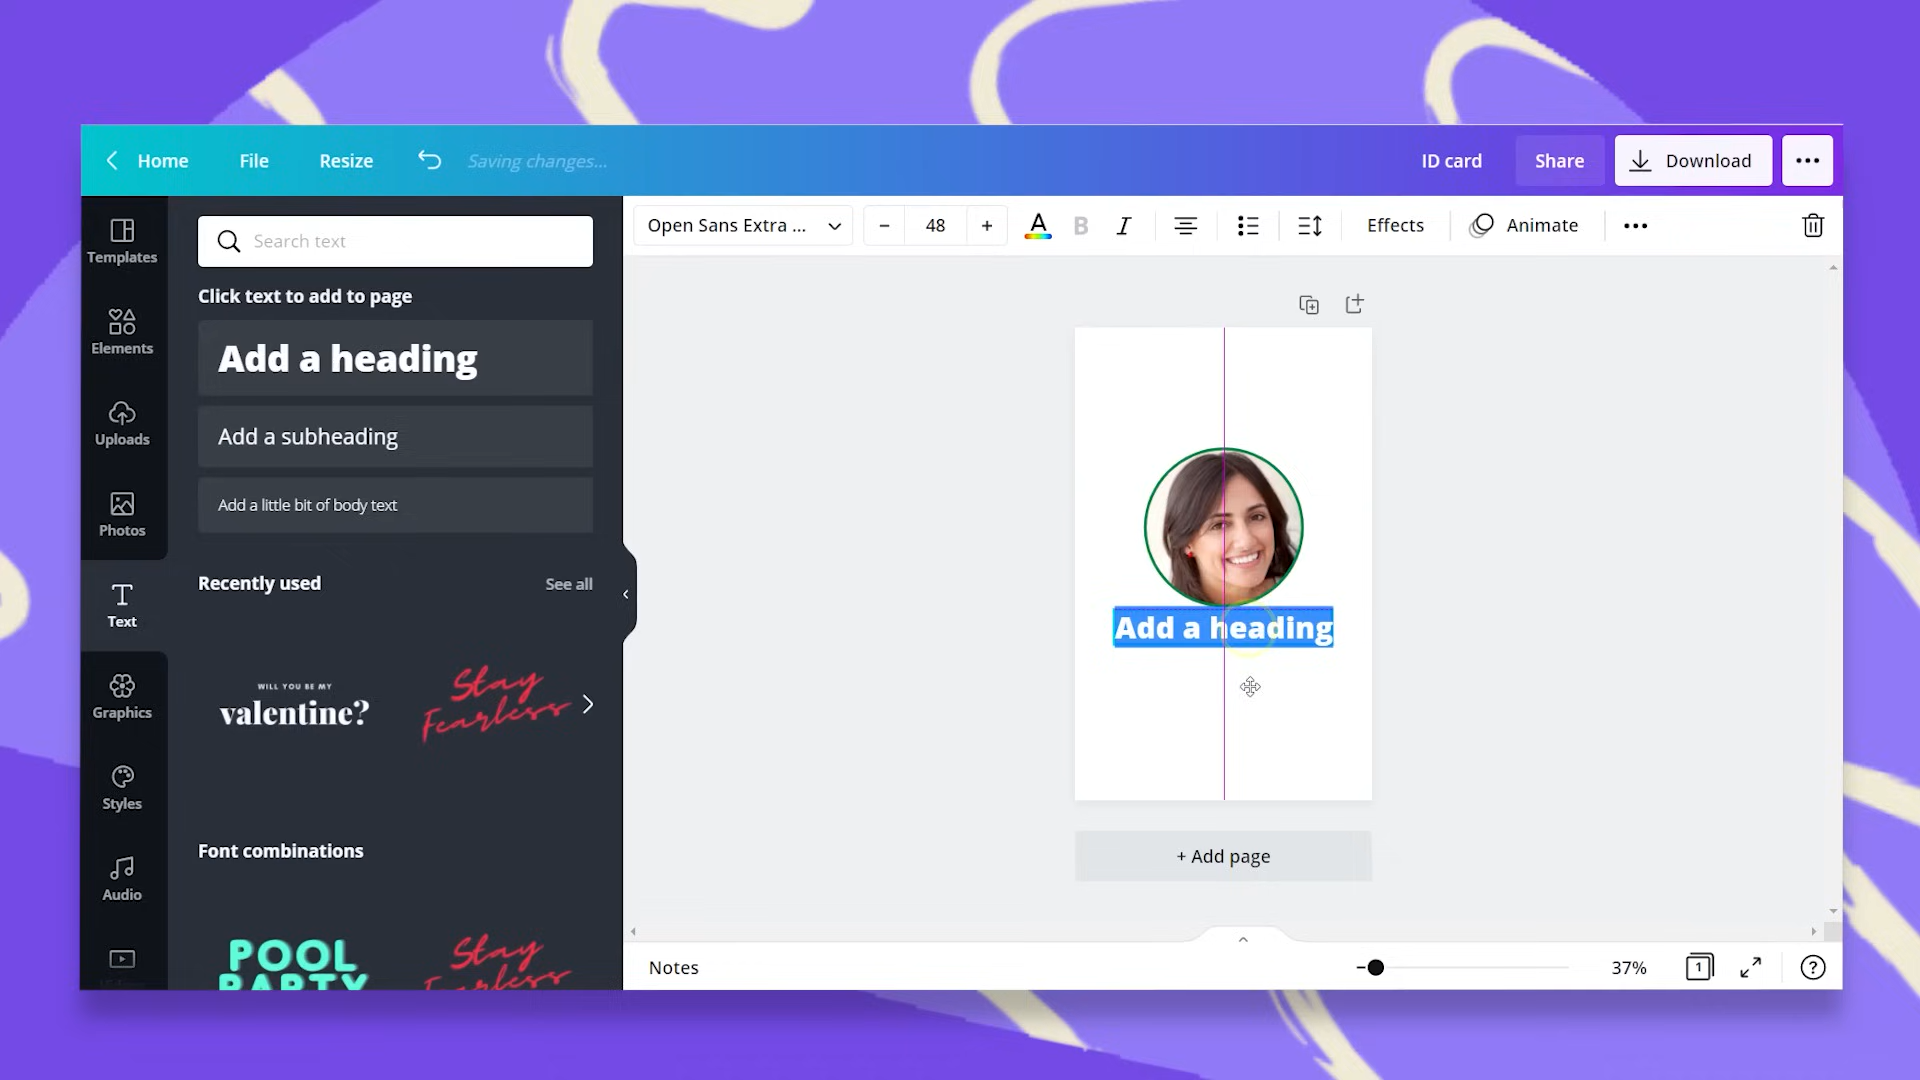 Home
File
Resize
Saving changes...
ID card
Share
Download
Templates
Elements
Uploads
Photos
Text
Graphics
Styles
Audio
Search text
Click text to add to page
Add a heading
Add a subheading
Add a little bit of body text
Recently used
See all
WILL YOU BE MY
valentine?
Stay
Fearless
Font combinations
POOL
PARTY
Stay
Fearless
Open Sans Extra ...
48
A
B
I
Effects
Animate
Add a heading
+ Add page
Notes
37%
1
?